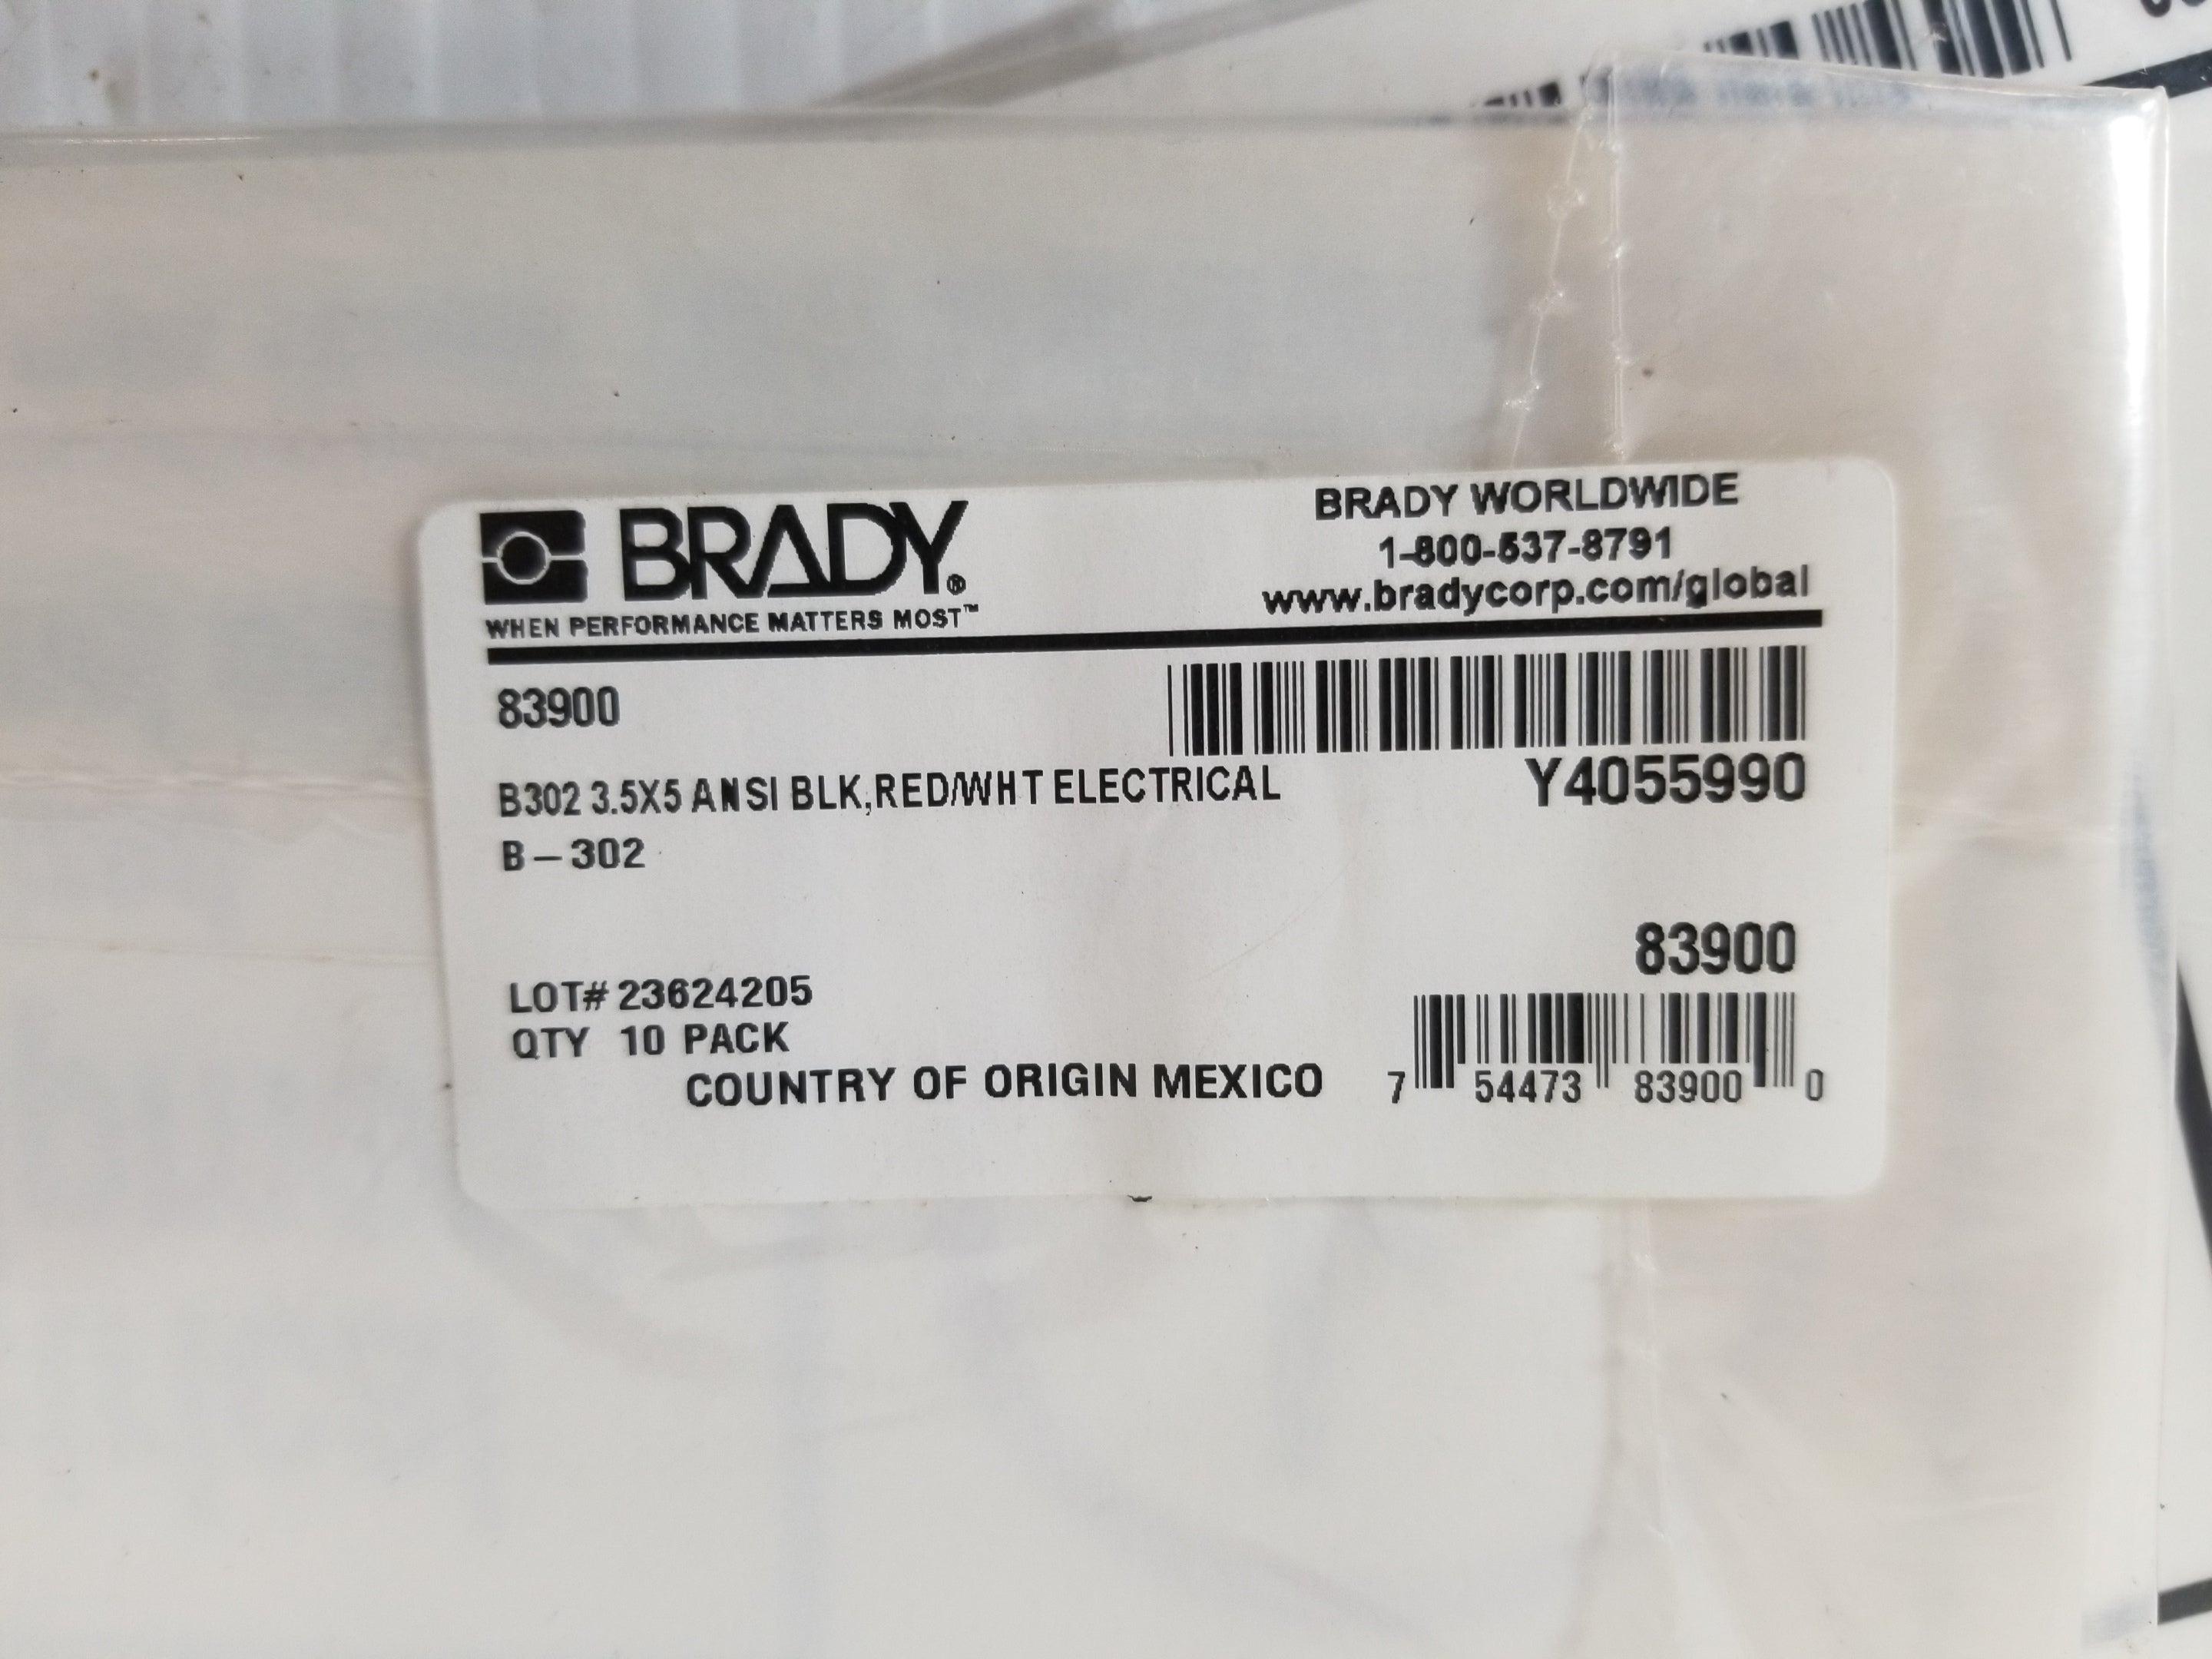 BRADY®
WHEN PERFORMANCE MATTERS MOST™
BRADY WORLDWIDE
1-800-537-8791
www.bradycorp.com/global
83900
B302 3.5X5 ANSI BLK,RED/WHT ELECTRICAL
Y4055990
B-302
83900
LOT# 23624205
QTY 10 PACK
COUNTRY OF ORIGIN MEXICO
7 54473 83900 0